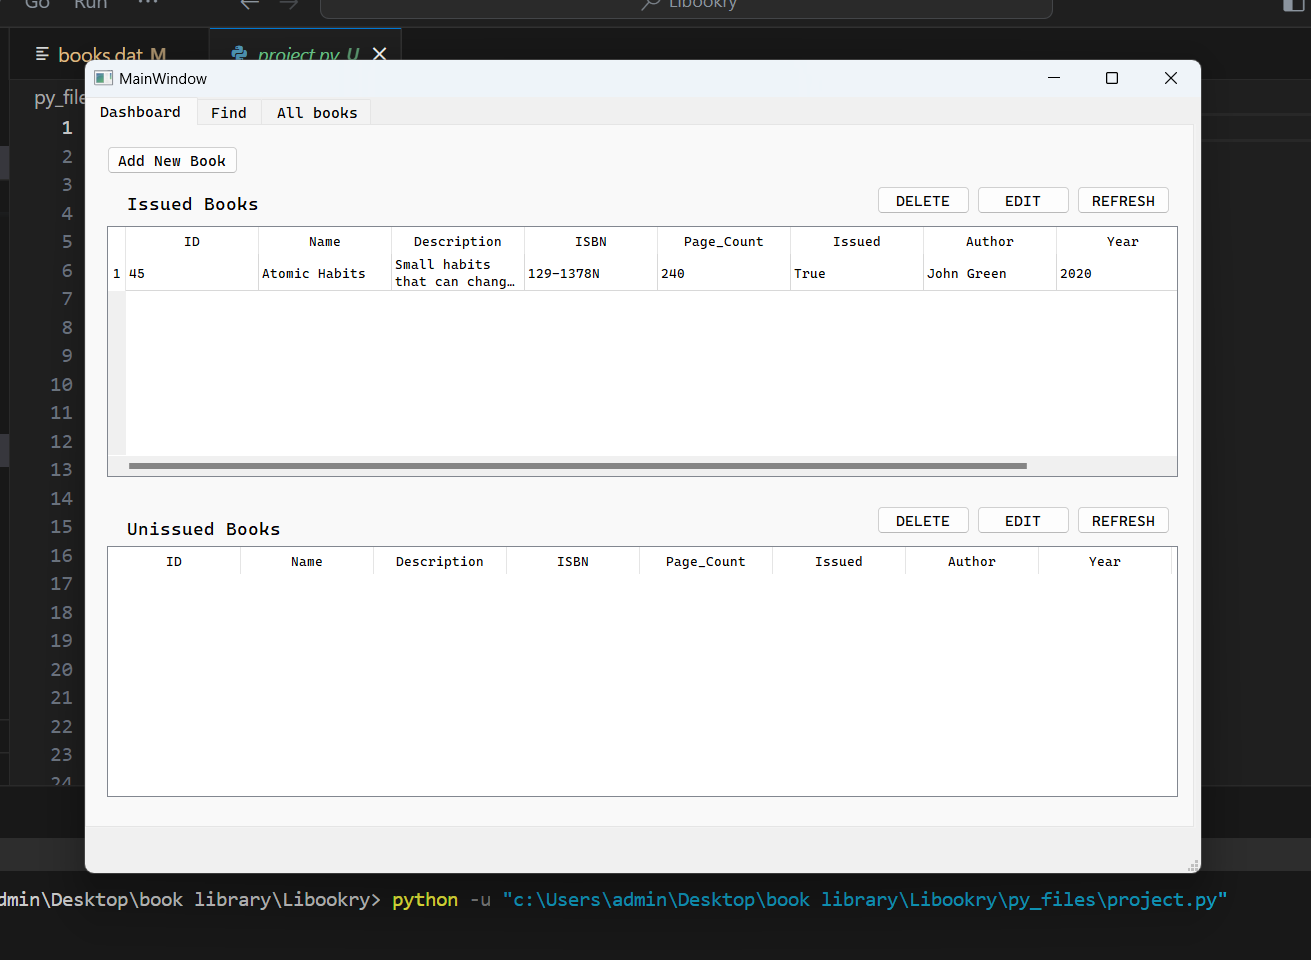 Go Run ··· Libookry
books.dat M project.py U
MainWindow
py_file
Dashboard Find All books
Add New Book
Issued Books DELETE EDIT REFRESH
ID Name Description ISBN Page_Count Issued Author Year
1 45 Atomic Habits Small habits that can chang… 129-1378N 240 True John Green 2020
Unissued Books DELETE EDIT REFRESH
ID Name Description ISBN Page_Count Issued Author Year
1
2
3
4
5
6
7
8
9
10
11
12
13
14
15
16
17
18
19
20
21
22
23
24
dmin\Desktop\book library\Libookry> python -u "c:\Users\admin\Desktop\book library\Libookry\py_files\project.py"